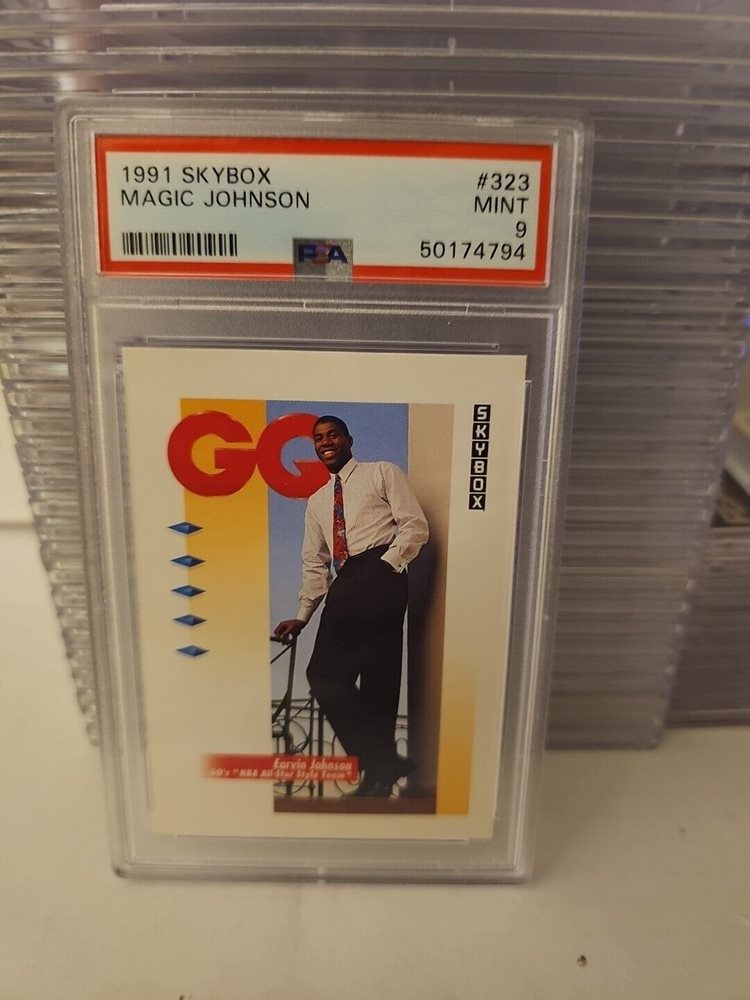 1991 SKYBOX #323
MAGIC JOHNSON MINT
9
PSA 50174794
GQ
SKYBOX
Earvin Johnson
GQ's "NBA All-Star Style Team"